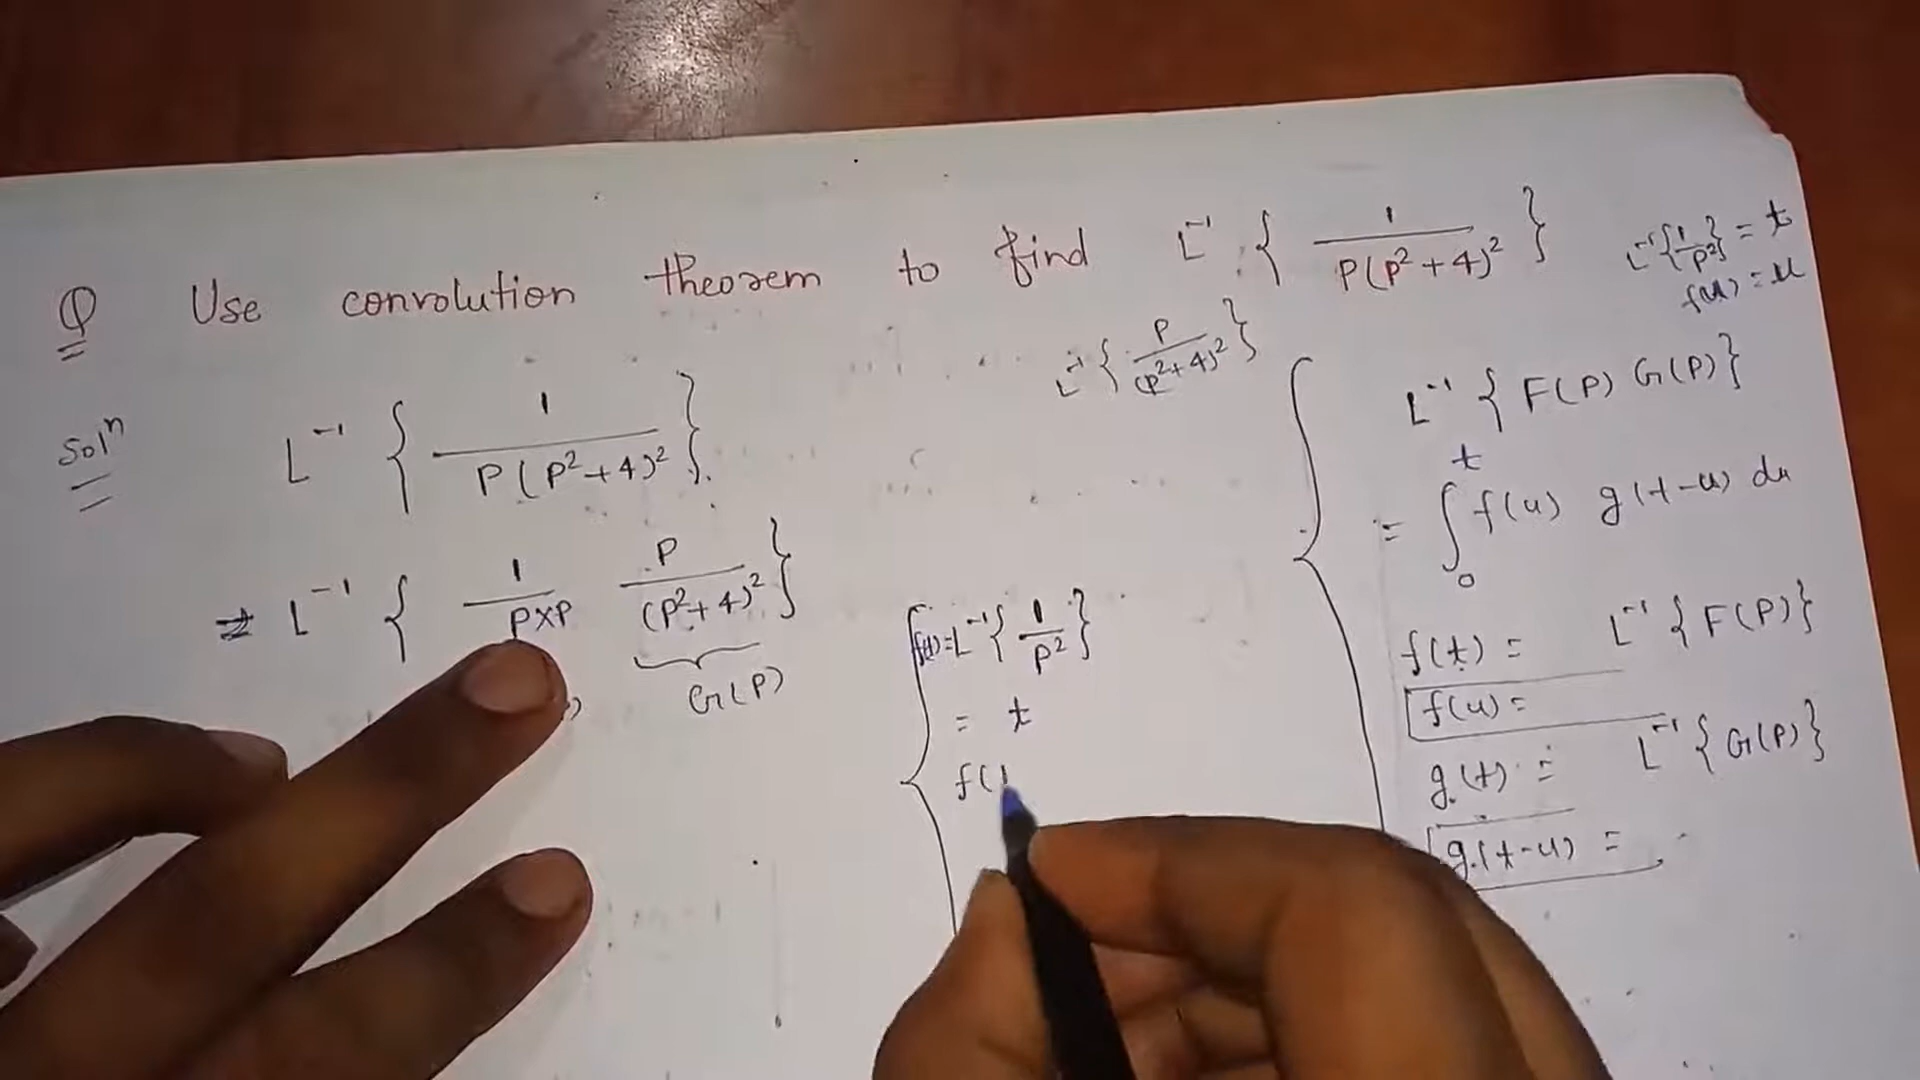 Q Use convolution theorem to find L⁻¹ { 1 / P(P²+4)² }
L⁻¹{1/P²} = t
f(u) = u
L⁻¹ { P / (P²+4)² }
Solⁿ L⁻¹ { 1 / P(P²+4)² }.
= L⁻¹ { 1 / P×P P / (P²+4)² }
G(P)
f(t)=L⁻¹ { 1 / P² }
= t
f(
L⁻¹ { F(P) G(P) }
= ∫₀ᵗ f(u) g(t-u) du
f(t) = L⁻¹ { F(P) }
f(u) =
g(t) = L⁻¹ { G(P) }
g(t-u) =